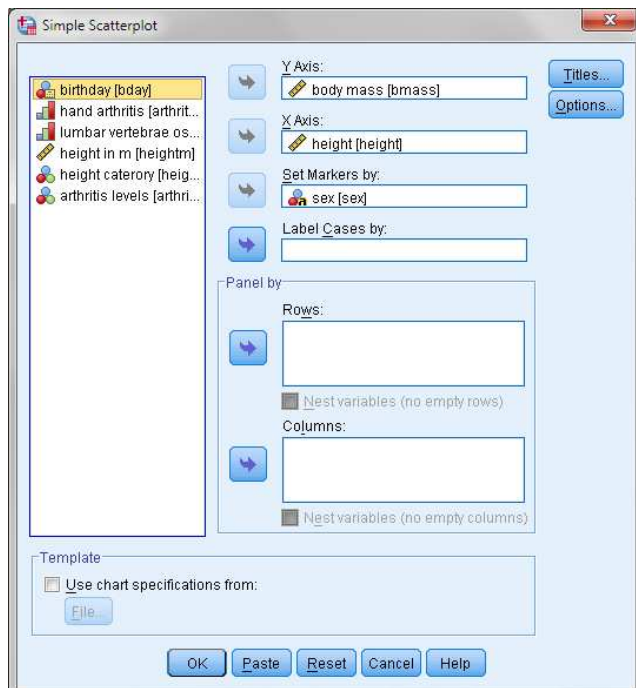 Simple Scatterplot
birthday [bday]
hand arthritis [arthrit...
lumbar vertebrae os...
height in m [heightm]
height caterory [heig...
arthritis levels [arthri...
Y Axis:
body mass [bmass]
X Axis:
height [height]
Set Markers by:
sex [sex]
Label Cases by:
Titles...
Options...
Panel by
Rows:
Nest variables (no empty rows)
Columns:
Nest variables (no empty columns)
Template
Use chart specifications from:
File...
OK Paste Reset Cancel Help